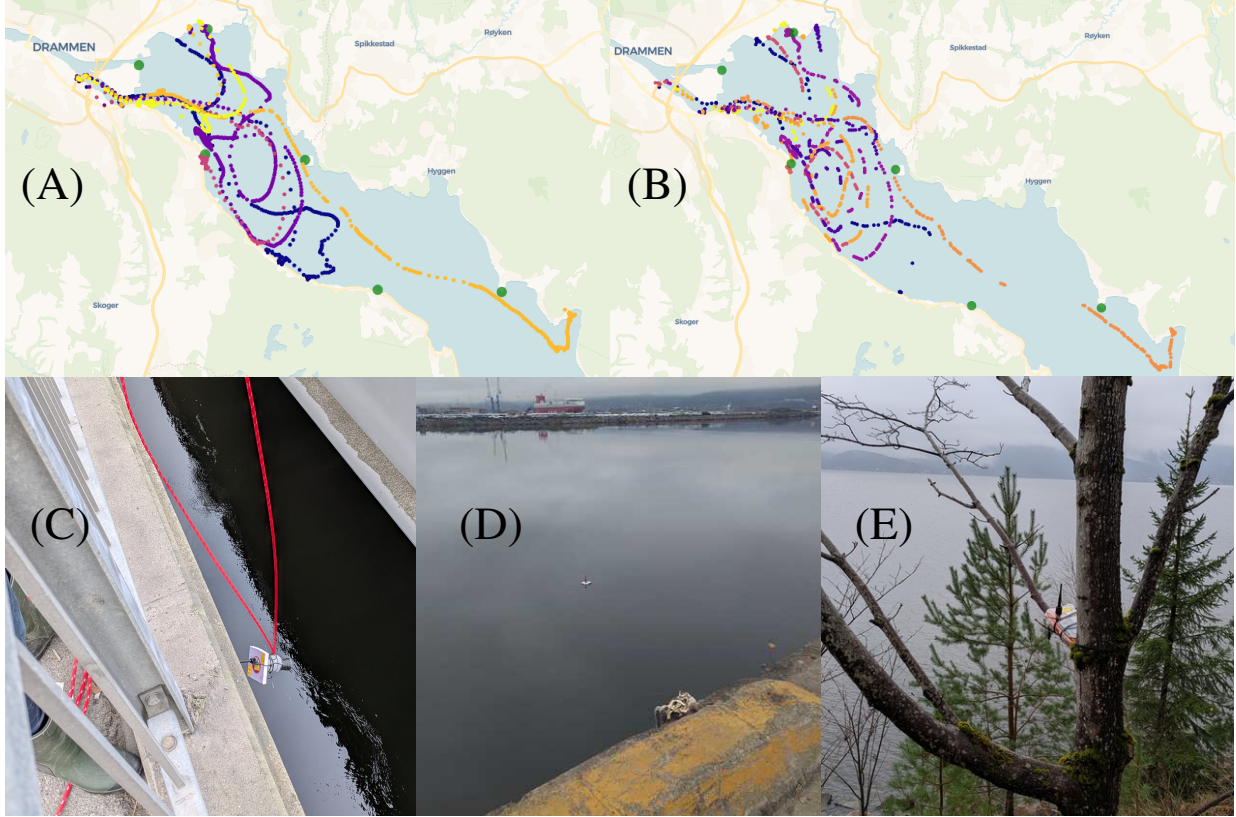 DRAMMEN
Spikkestad
Røyken
(A)
Hyggen
Skoger
DRAMMEN
Spikkestad
Røyken
(B)
Hyggen
Skoger
(C)
(D)
(E)